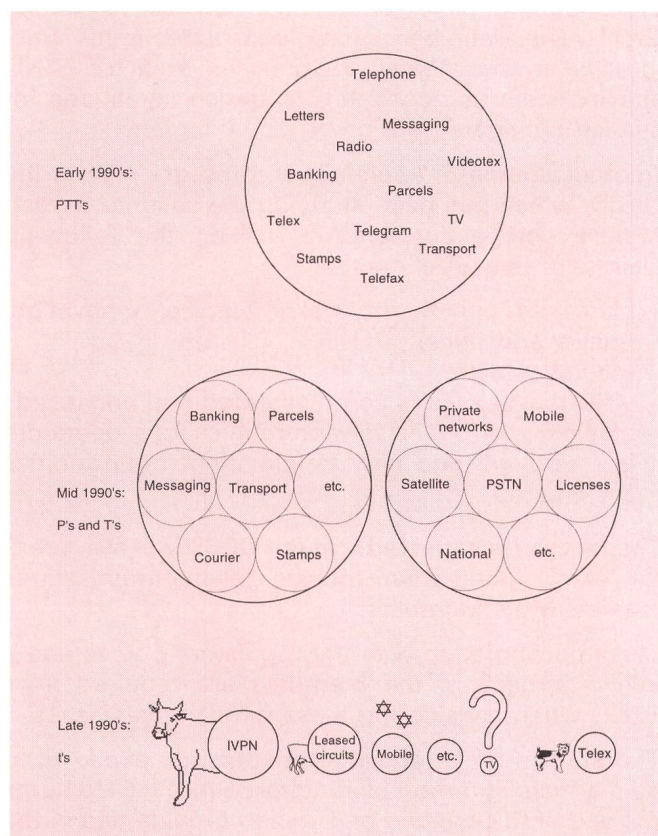 Telephone
Letters
Messaging
Radio
Videotex
Early 1990's:
Banking
Parcels
PTT's
Telex
TV
Telegram
Transport
Stamps
Telefax
Banking
Parcels
Messaging
Transport
etc.
Mid 1990's:
P's and T's
Courier
Stamps
Private
networks
Mobile
Satellite
PSTN
Licenses
National
etc.
Late 1990's:
t's
IVPN
Leased
circuits
Mobile
etc.
?
TV
Telex